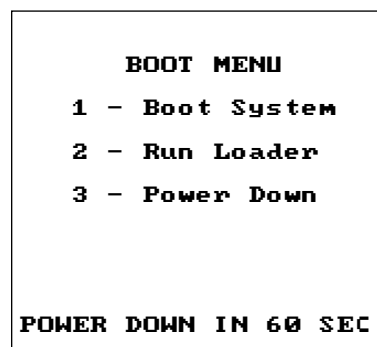 BOOT MENU
1 - Boot System
2 - Run Loader
3 - Power Down
POWER DOWN IN 60 SEC